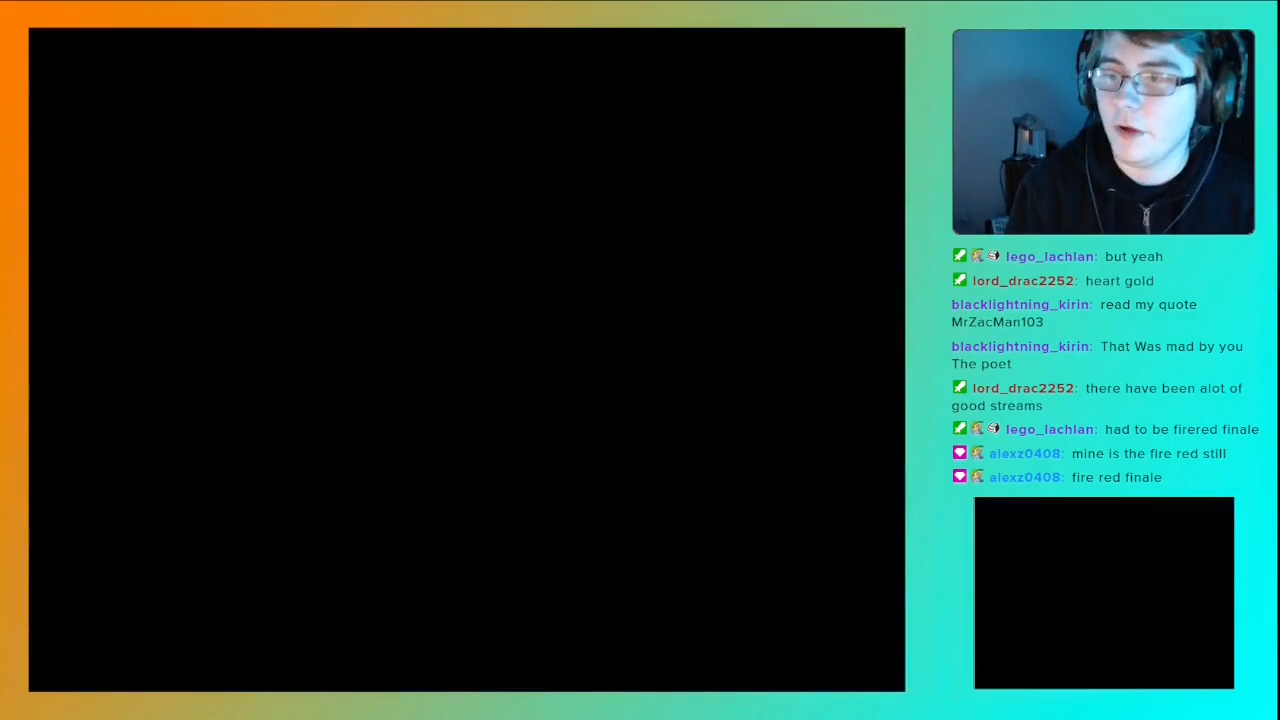 lego_lachlan: but yeah
lord_drac2252: heart gold
blacklightning_kirin: read my quote
MrZacMan103
blacklightning_kirin: That Was mad by you
The poet
lord_drac2252: there have been alot of
good streams
lego_lachlan: had to be firered finale
alexz0408: mine is the fire red still
alexz0408: fire red finale